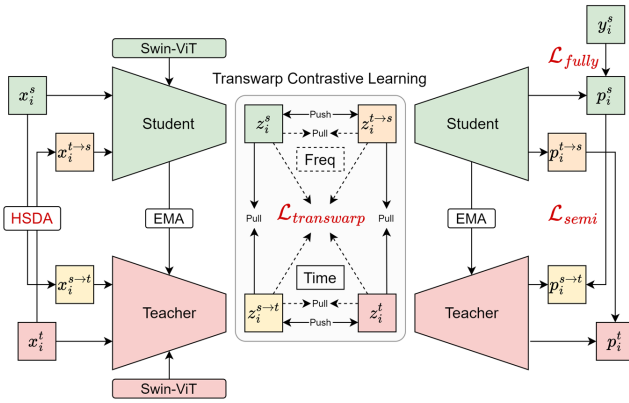 Swin-ViT
Transwarp Contrastive Learning
y_i^s
ℒ_fully
x_i^s
Student
z_i^s
Push
z_i^{t→s}
Pull
Student
p_i^s
x_i^{t→s}
Freq
p_i^{t→s}
HSDA
EMA
Pull
ℒ_transwarp
Pull
EMA
ℒ_semi
x_i^{s→t}
Teacher
Time
Teacher
p_i^{s→t}
z_i^{s→t}
Pull
Push
z_i^t
x_i^t
p_i^t
Swin-ViT